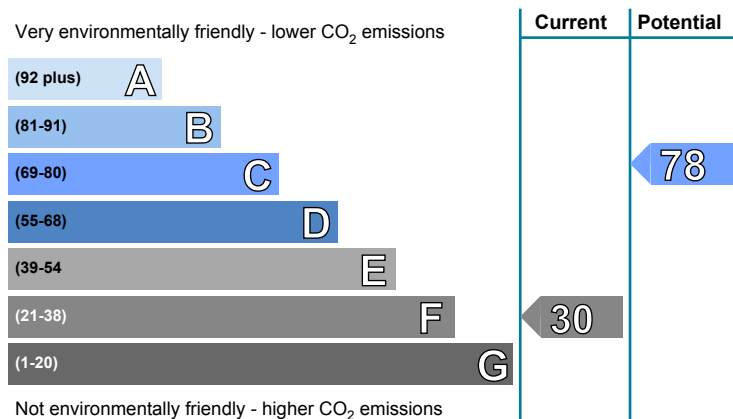 Current Potential
Very environmentally friendly - lower CO₂ emissions
(92 plus) A
(81-91) B
(69-80) C
78
(55-68) D
(39-54 E
(21-38) F
30
(1-20) G
Not environmentally friendly - higher CO₂ emissions